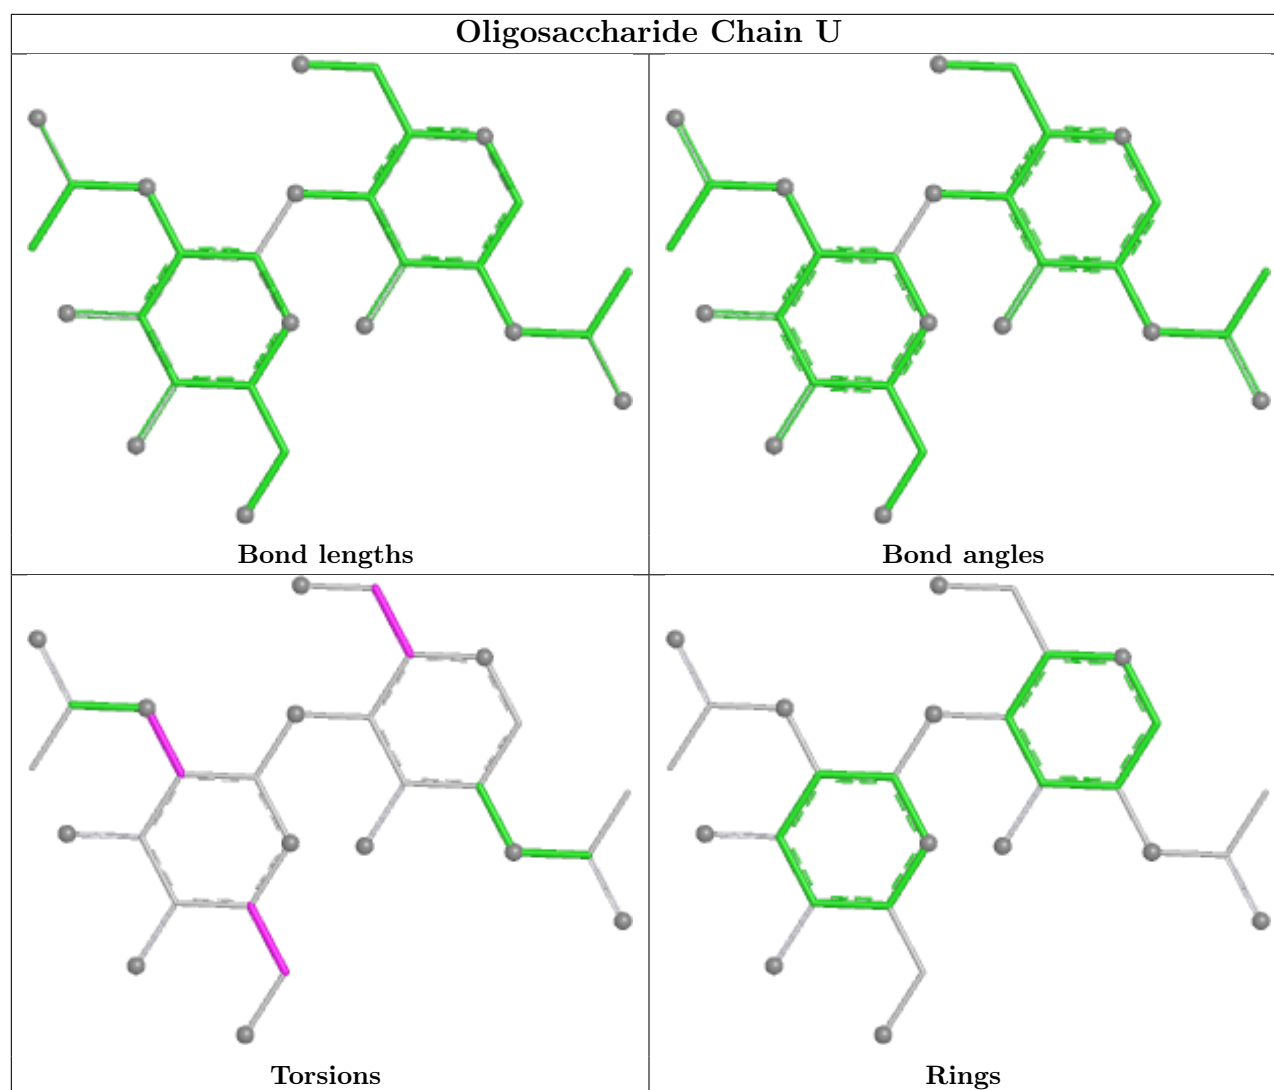 Oligosaccharide Chain U
Bond lengths
Bond angles
Torsions
Rings